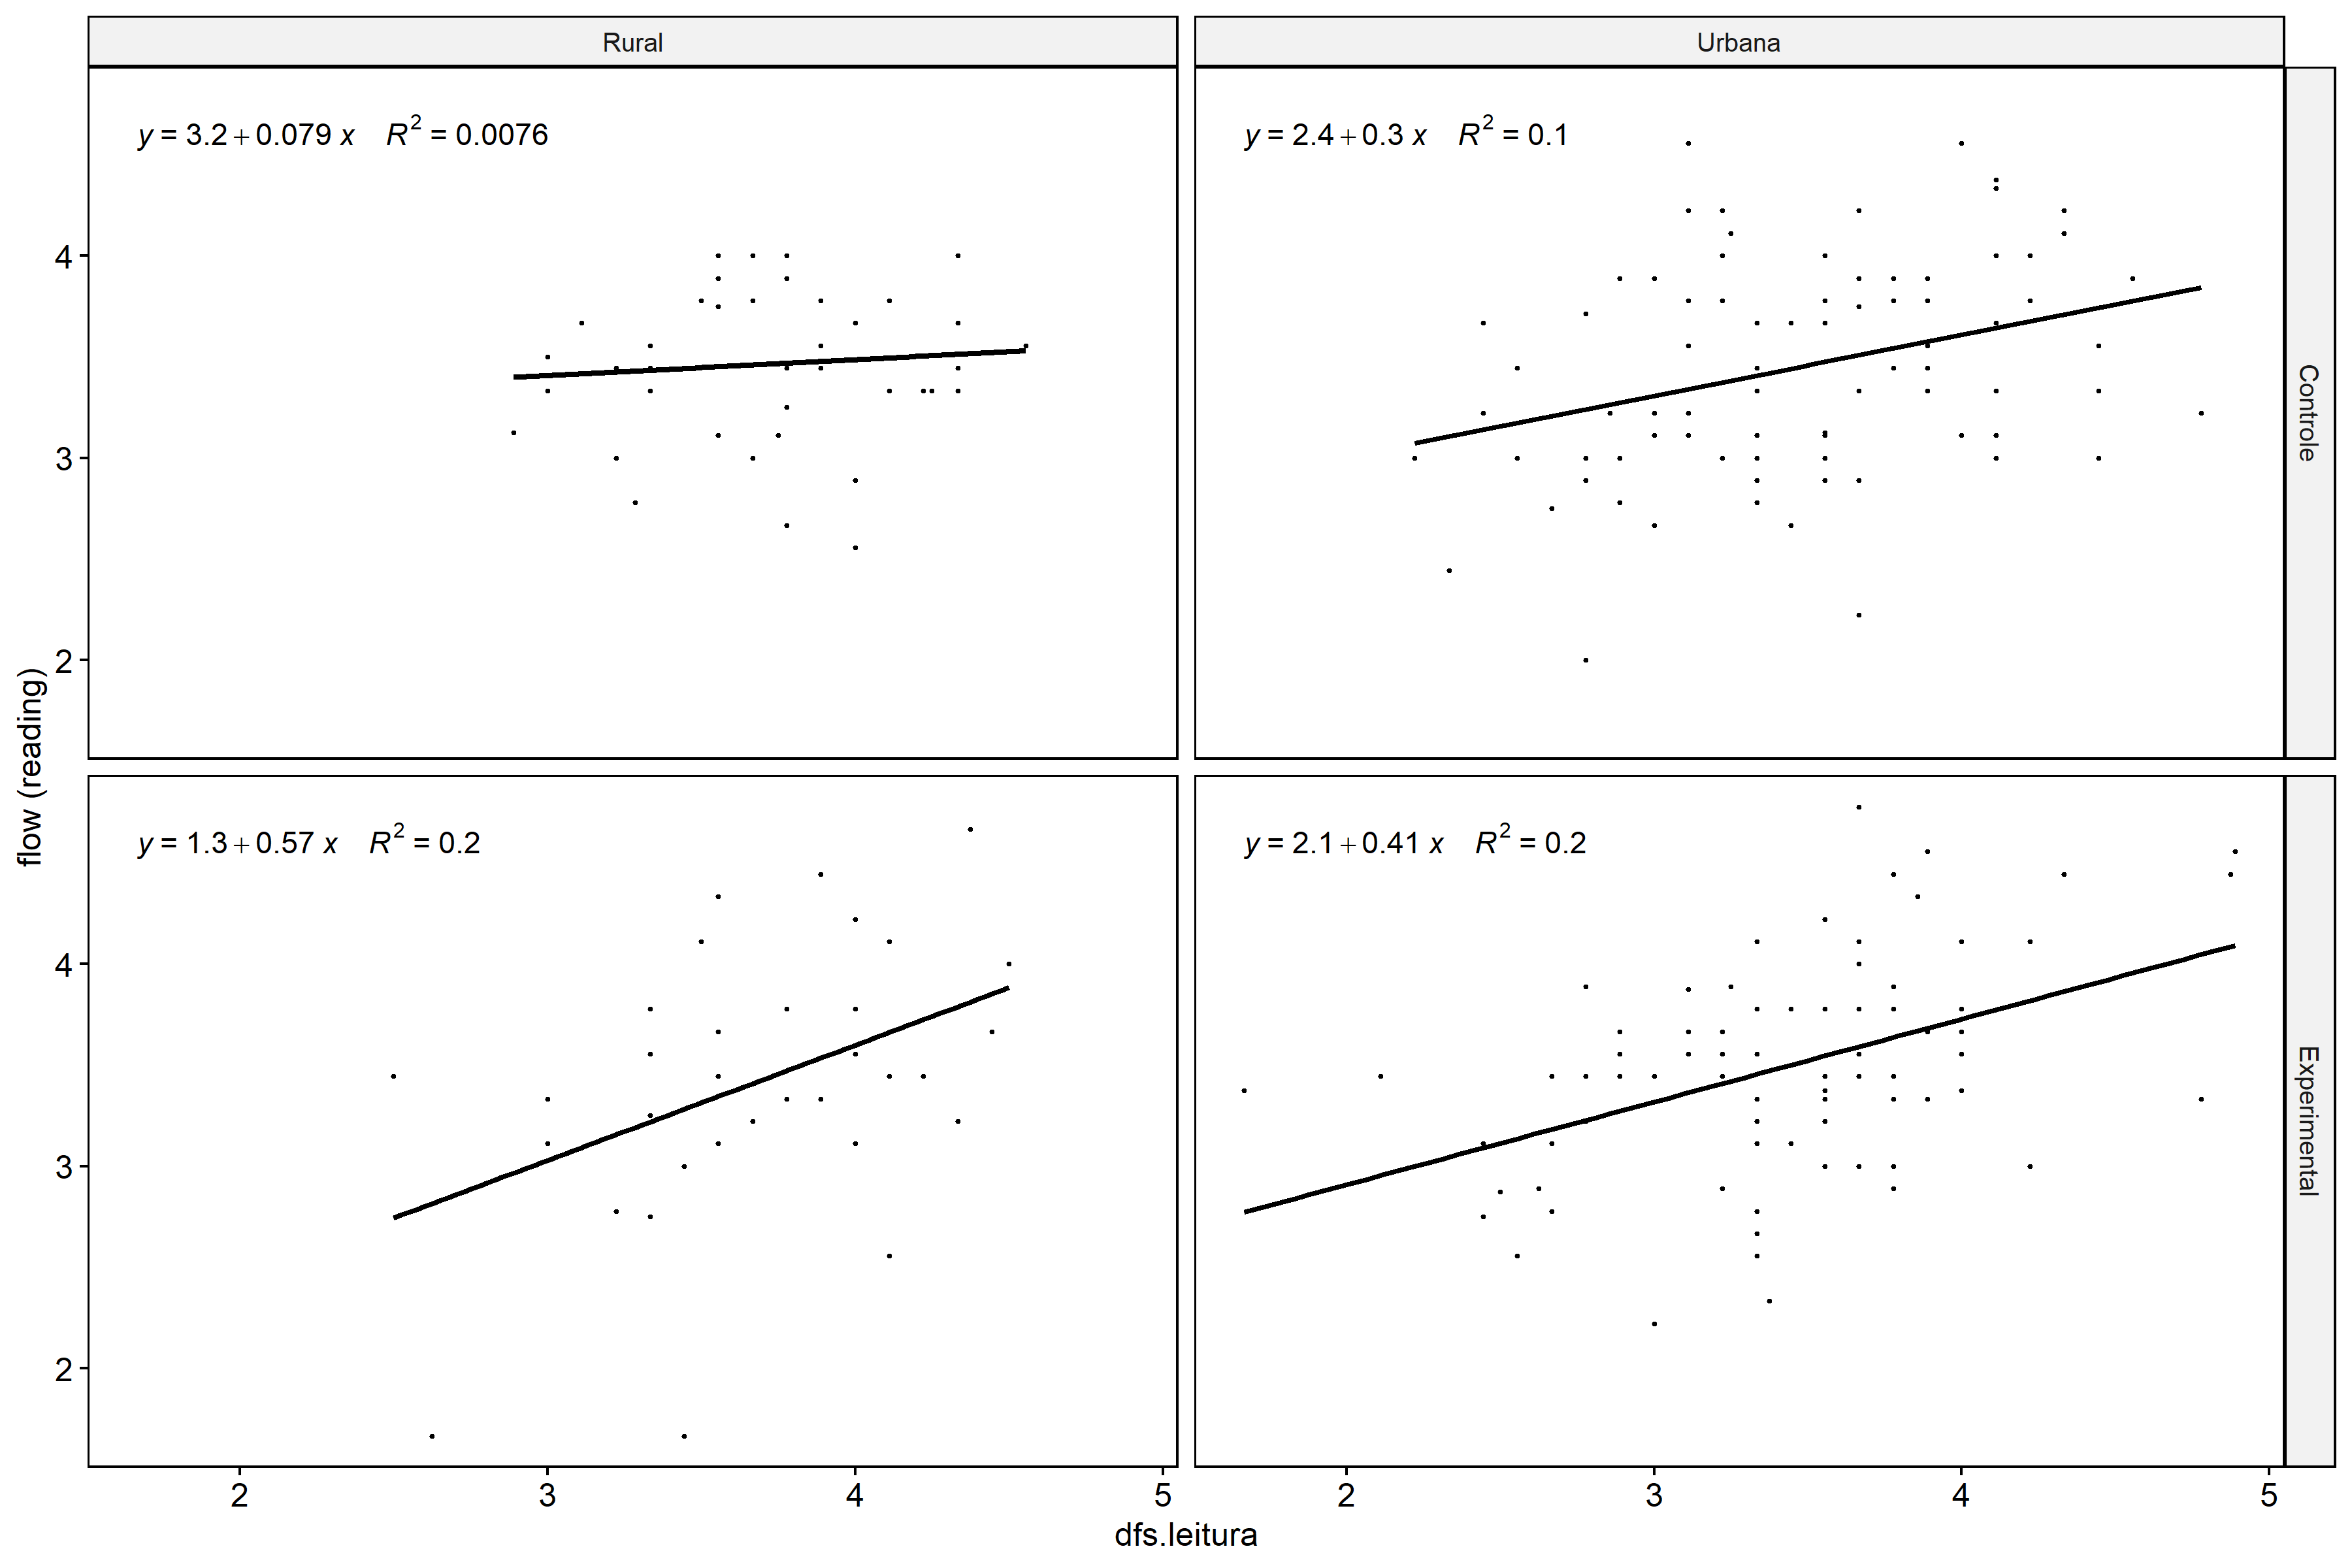 Rural
Urbana
y = 3.2 + 0.079 x R² = 0.0076
y = 2.4 + 0.3 x R² = 0.1
4
3
2
Controle
flow (reading)
y = 1.3 + 0.57 x R² = 0.2
y = 2.1 + 0.41 x R² = 0.2
4
3
2
Experimental
2 3 4 5
2 3 4 5
dfs.leitura